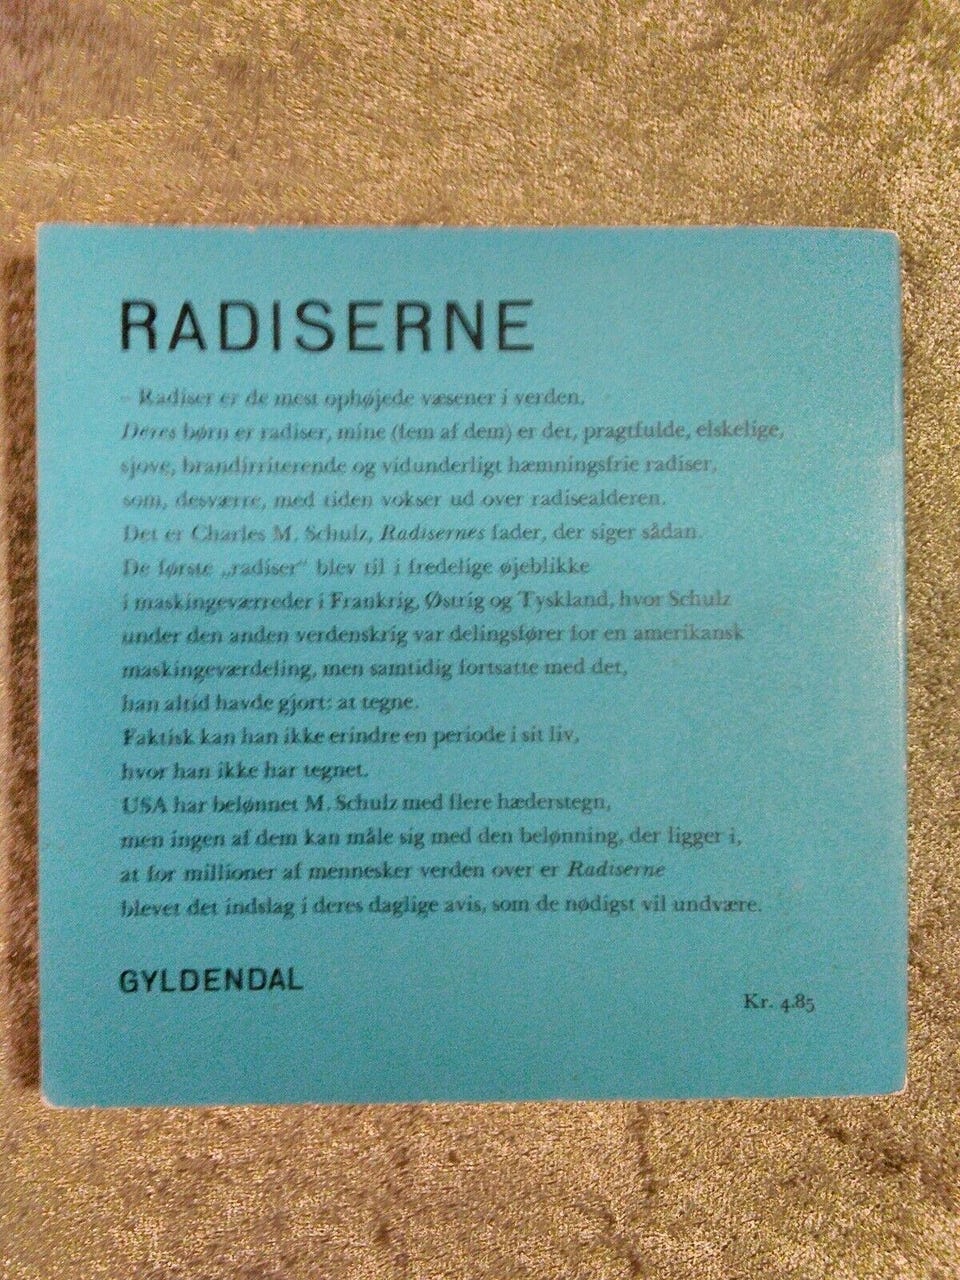 RADISERNE
– Radiser er de mest ophøjede væsener i verden.
Deres børn er radiser, mine (fem af dem) er det, pragtfulde, elskelige,
sjove, brandirriterende og vidunderligt hæmningsfrie radiser,
som, desværre, med tiden vokser ud over radisealderen.
Det er Charles M. Schulz, Radisernes fader, der siger sådan.
De første „radiser“ blev til i fredelige øjeblikke
i maskingeværreder i Frankrig, Østrig og Tyskland, hvor Schulz
under den anden verdenskrig var delingsfører for en amerikansk
maskingeværdeling, men samtidig fortsatte med det,
han altid havde gjort: at tegne.
Faktisk kan han ikke erindre en periode i sit liv,
hvor han ikke har tegnet.
USA har belønnet M. Schulz med flere hæderstegn,
men ingen af dem kan måle sig med den belønning, der ligger i,
at for millioner af mennesker verden over er Radiserne
blevet det indslag i deres daglige avis, som de nødigst vil undvære.
GYLDENDAL
Kr. 4.85